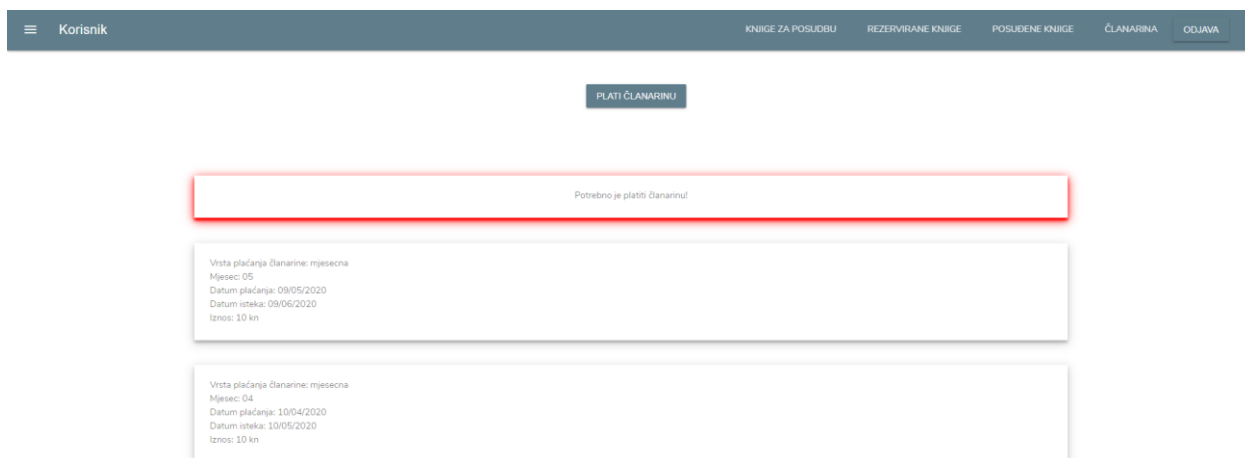 Korisnik
KNJIGE ZA POSUDBU
REZERVIRANE KNJIGE
POSUĐENE KNJIGE
ČLANARINA
ODJAVA
PLATI ČLANARINU
Potrebno je platiti članarinu!
Vrsta plaćanja članarine: mjesecna
Mjesec: 05
Datum plaćanja: 09/05/2020
Datum isteka: 09/06/2020
Iznos: 10 kn
Vrsta plaćanja članarine: mjesecna
Mjesec: 04
Datum plaćanja: 10/04/2020
Datum isteka: 10/05/2020
Iznos: 10 kn